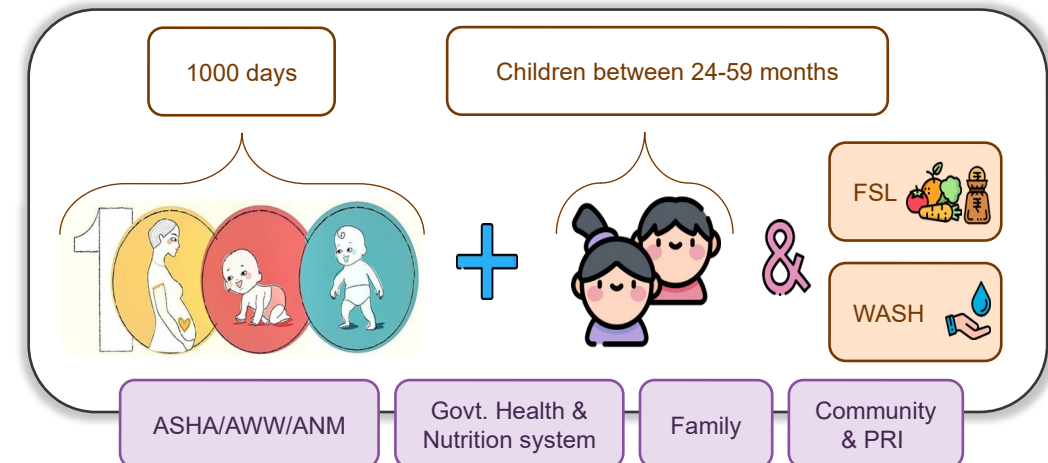 1000 days
Children between 24-59 months
1000
FSL
₹
WASH
&
ASHA/AWW/ANM
Govt. Health &
Nutrition system
Family
Community
& PRI